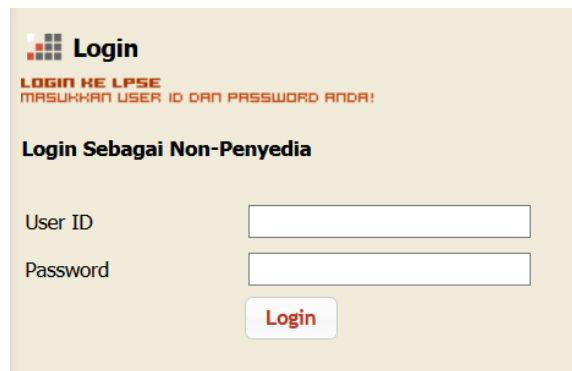 Login
LOGIN KE LPSE
MASUKKAN USER ID DAN PASSWORD ANDA!
Login Sebagai Non-Penyedia
User ID
Password
Login